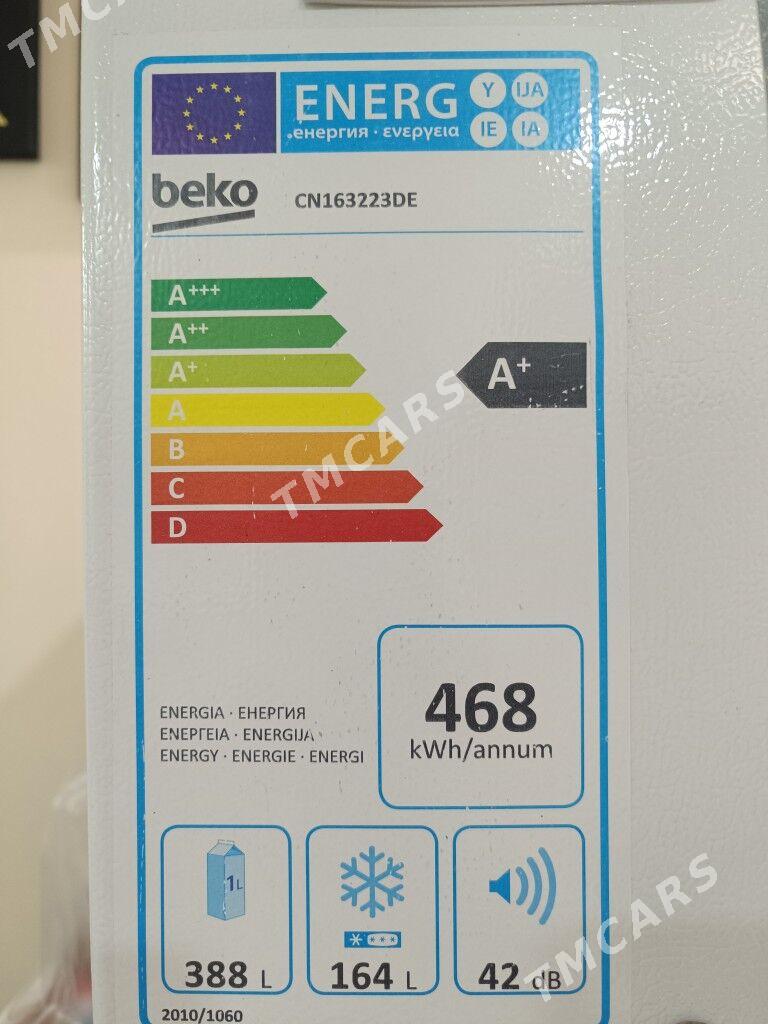 TMCARS
ENERG Y IJA
енергия · ενεργεια IE IA
beko CN163223DE
A+++
A++
A+
A+
A
B
C
D
TMCARS
468
kWh/annum
ENERGIA · ЕНЕРГИЯ
ΕΝΕΡΓΕΙΑ · ENERGIJA
ENERGY · ENERGIE · ENERGI
1L
388 L
164 L
42 dB
TMCARS
2010/1060